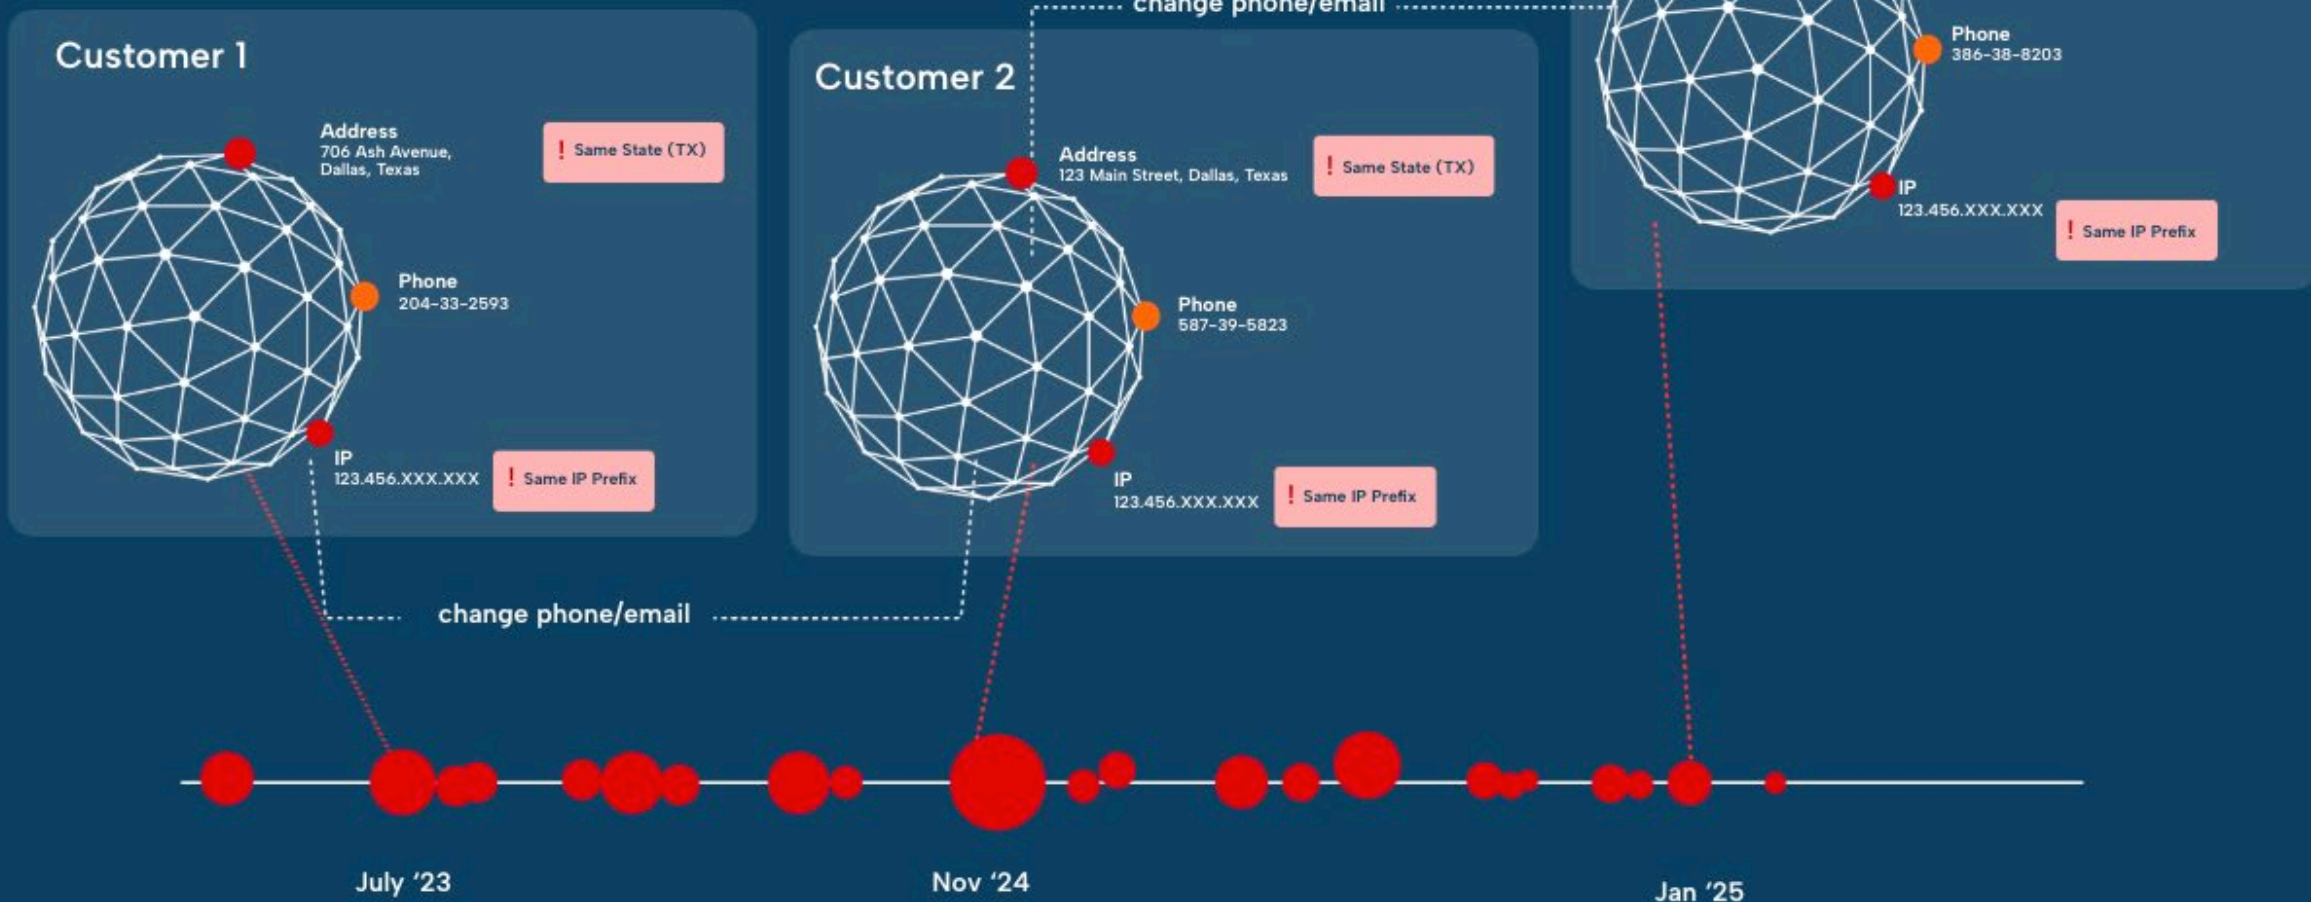 change phone/email
Customer 1
Address
706 Ash Avenue,
Dallas, Texas
! Same State (TX)
Phone
204-33-2593
IP
123.456.XXX.XXX
! Same IP Prefix
Customer 2
Address
123 Main Street, Dallas, Texas
! Same State (TX)
Phone
587-39-5823
IP
123.456.XXX.XXX
! Same IP Prefix
Phone
386-38-8203
IP
123.456.XXX.XXX
! Same IP Prefix
change phone/email
July ‘23
Nov ‘24
Jan ‘25